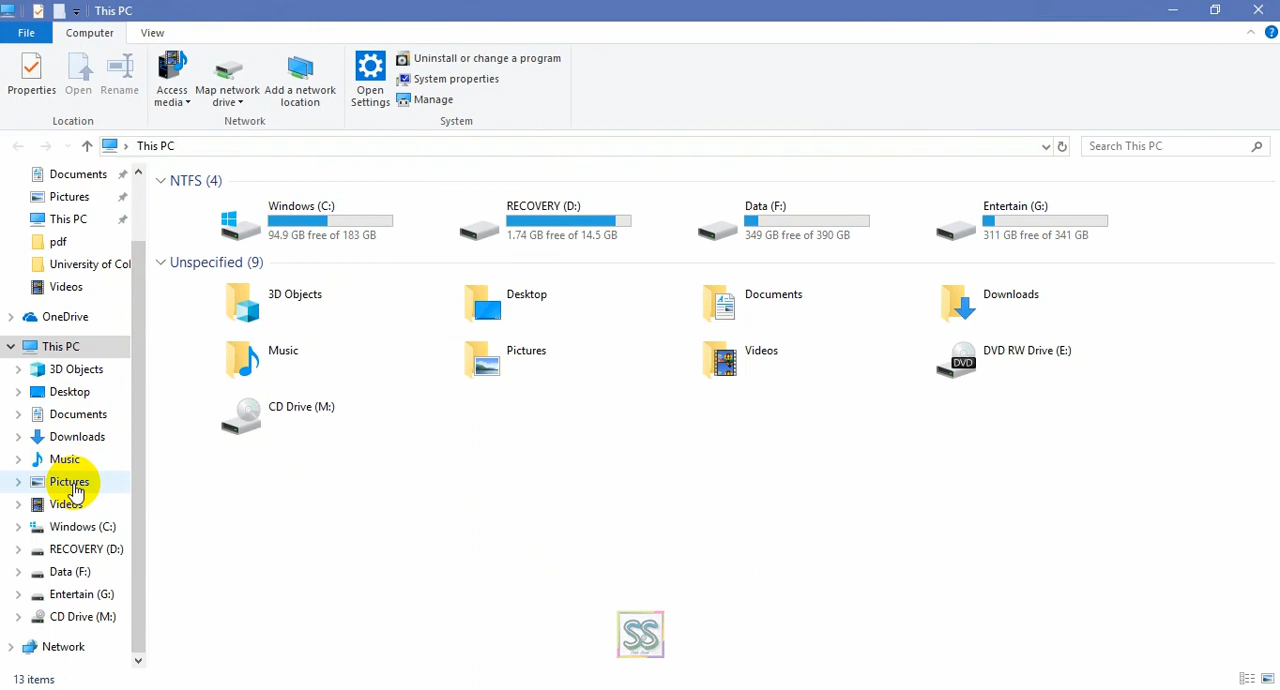 This PC
File
Computer
View
Properties
Open
Rename
Access media
Map network drive
Add a network location
Open Settings
Uninstall or change a program
System properties
Manage
Location
Network
System
This PC
Search This PC
Documents
Pictures
This PC
pdf
University of Col
Videos
OneDrive
This PC
3D Objects
Desktop
Documents
Downloads
Music
Pictures
Videos
Windows (C:)
RECOVERY (D:)
Data (F:)
Entertain (G:)
CD Drive (M:)
Network
NTFS (4)
Windows (C:)
94.9 GB free of 183 GB
RECOVERY (D:)
1.74 GB free of 14.5 GB
Data (F:)
349 GB free of 390 GB
Entertain (G:)
311 GB free of 341 GB
Unspecified (9)
3D Objects
Desktop
Documents
Downloads
Music
Pictures
Videos
DVD RW Drive (E:)
DVD
CD Drive (M:)
SS
13 items